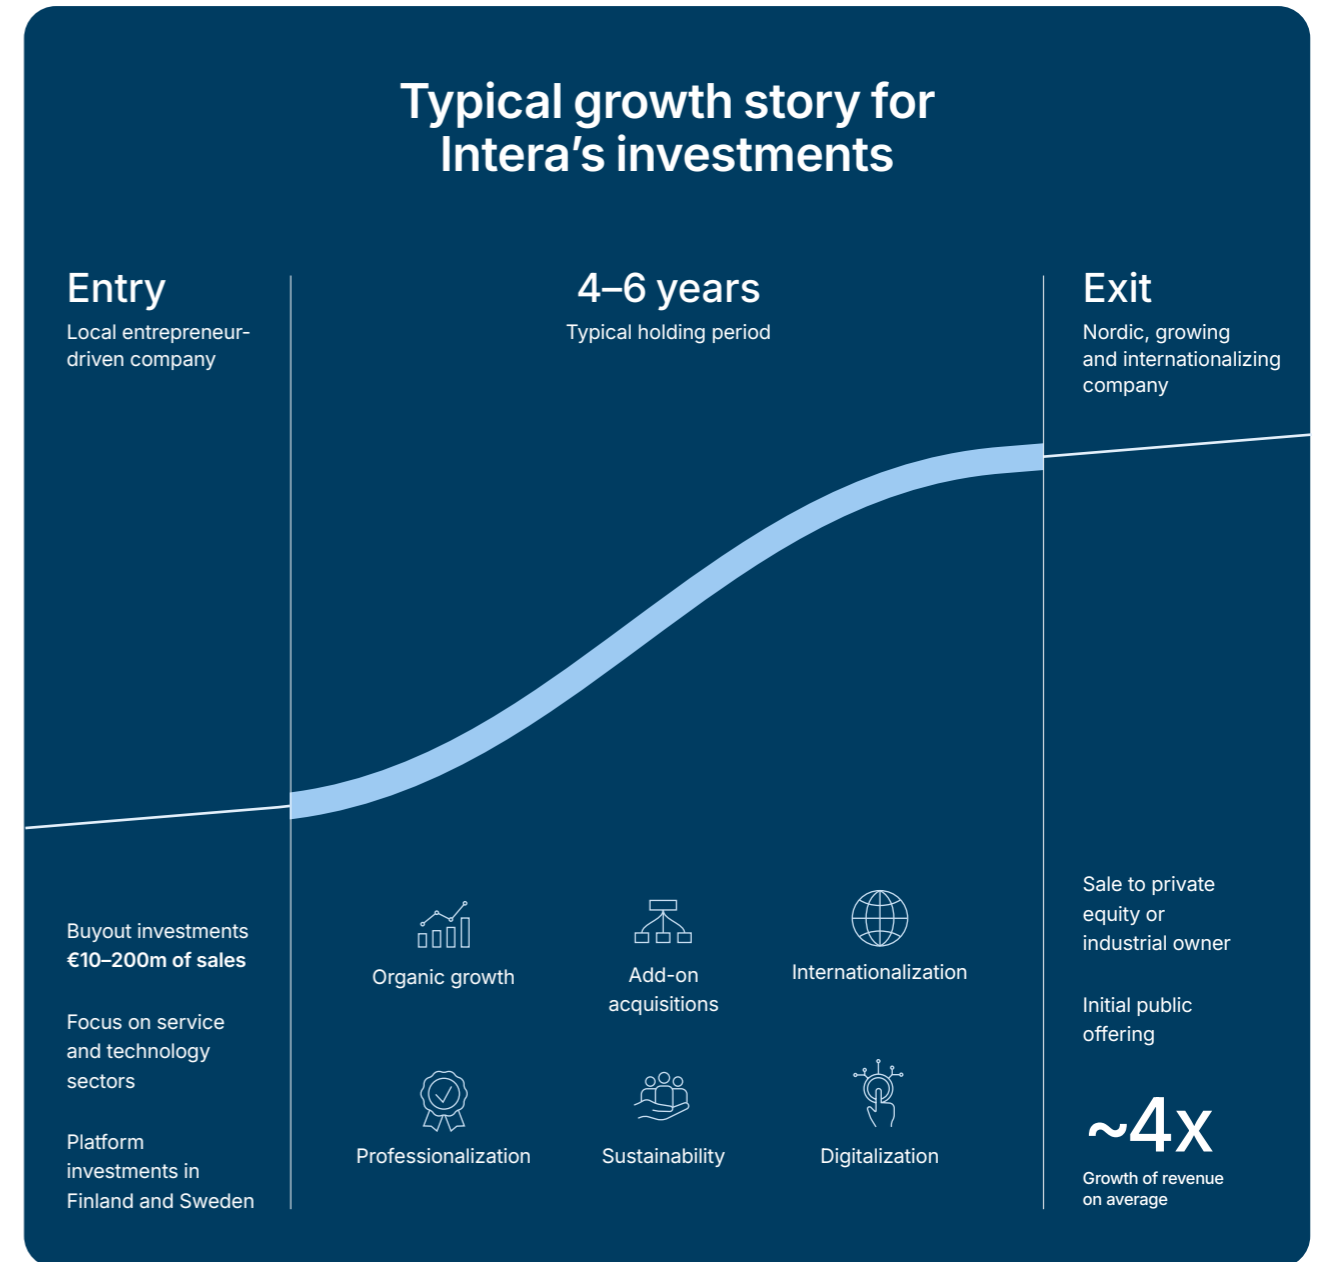 Typical growth story for
Intera’s investments
Entry
Local entrepreneur-
driven company
4–6 years
Typical holding period
Exit
Nordic, growing
and internationalizing
company
Buyout investments
€10–200m of sales
Focus on service
and technology
sectors
Platform
investments in
Finland and Sweden
Organic growth
Add-on
acquisitions
Internationalization
Professionalization
Sustainability
Digitalization
Sale to private
equity or
industrial owner
Initial public
offering
~4x
Growth of revenue
on average